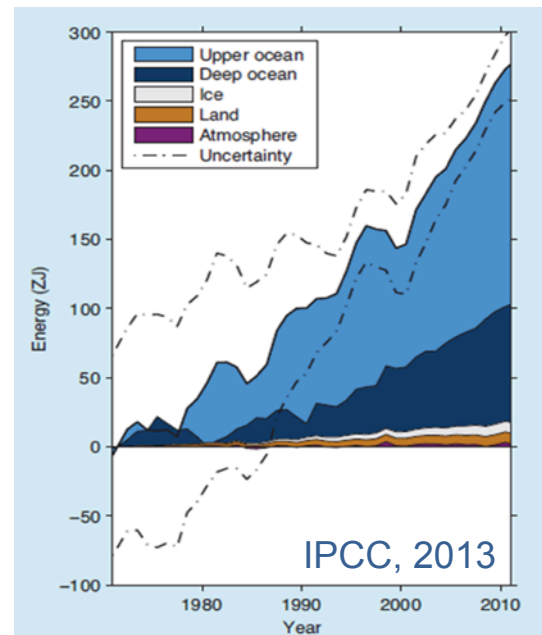 300
250
200
150
100
50
0
−50
−100
Energy (ZJ)
Upper ocean
Deep ocean
Ice
Land
Atmosphere
Uncertainty
IPCC, 2013
1980 1990 2000 2010
Year